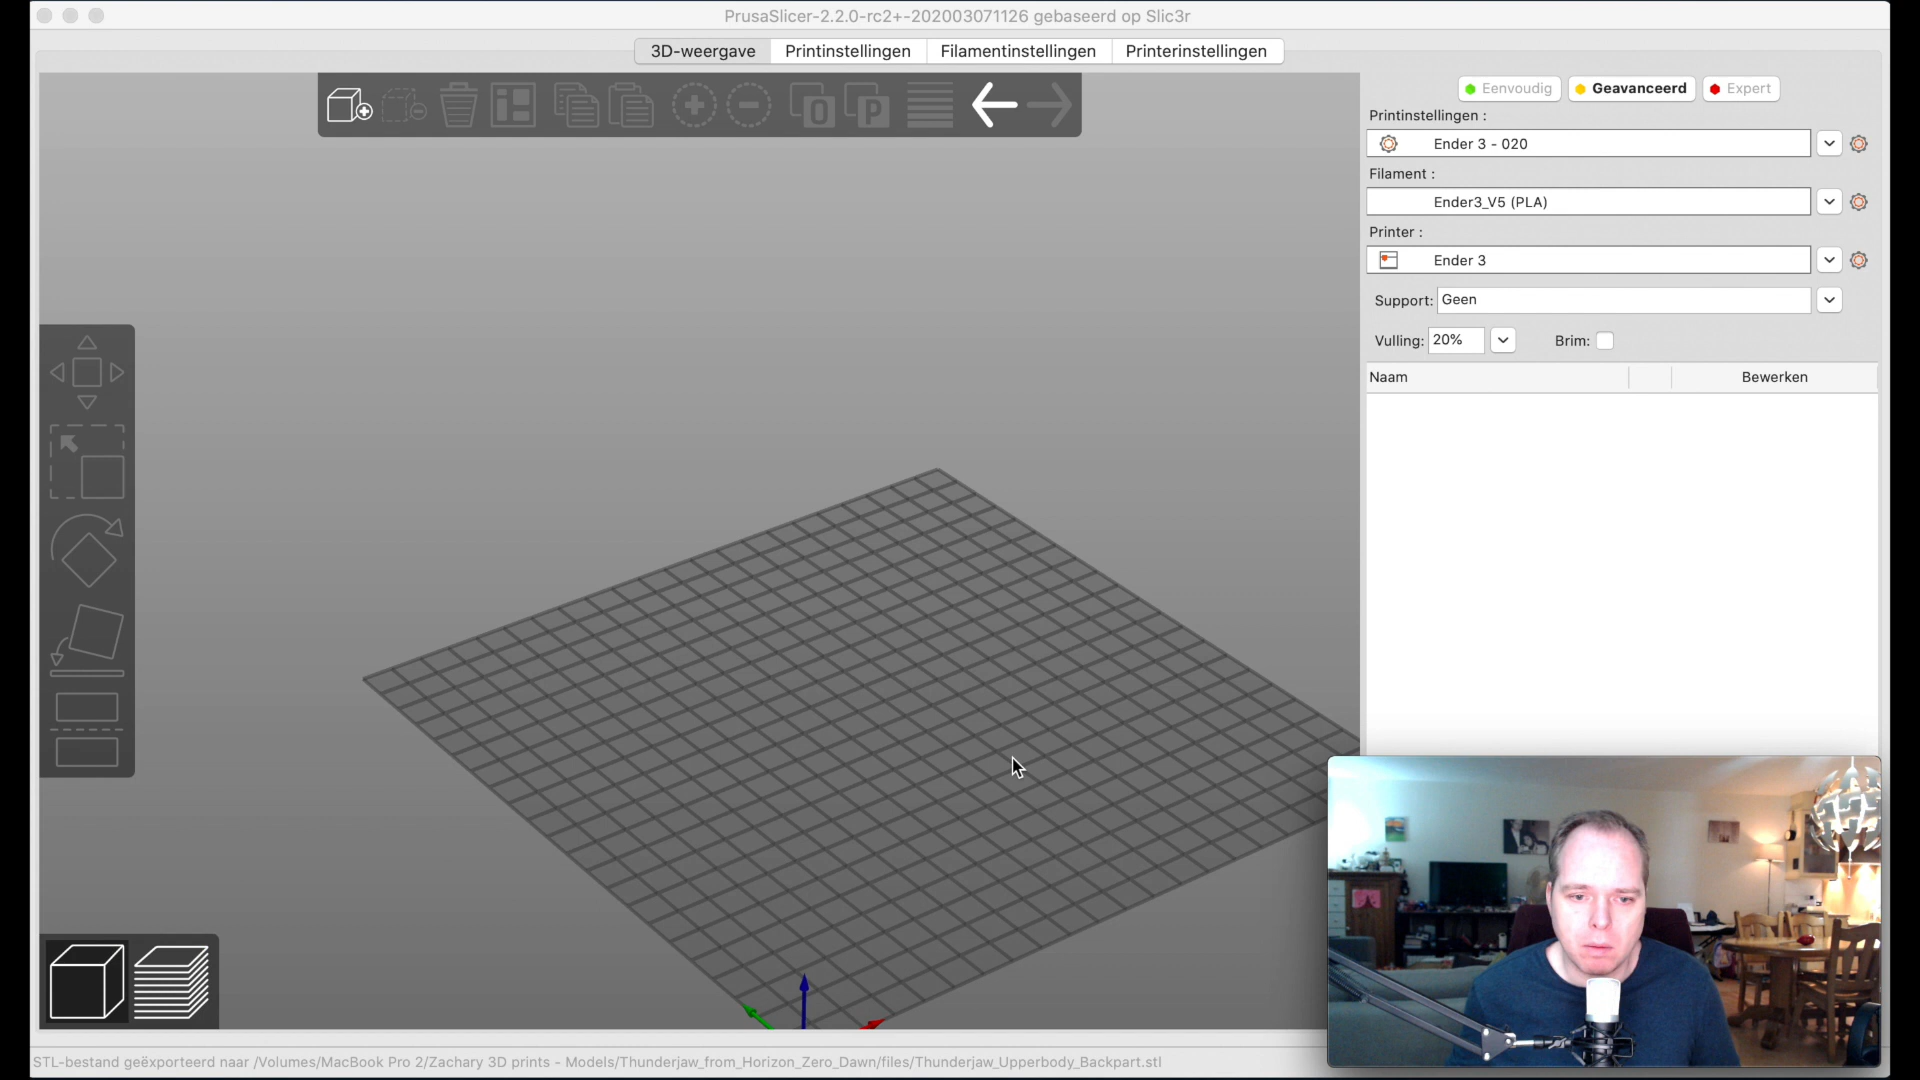 PrusaSlicer-2.2.0-rc2+-202003071126 gebaseerd op Slic3r
3D-weergave Printinstellingen Filamentinstellingen Printerinstellingen
Eenvoudig Geavanceerd Expert
Printinstellingen :
Ender 3 - 020
Filament :
Ender3_V5 (PLA)
Printer :
Ender 3
Support: Geen
Vulling: 20% Brim:
Naam Bewerken
STL-bestand geëxporteerd naar /Volumes/MacBook Pro 2/Zachary 3D prints - Models/Thunderjaw_from_Horizon_Zero_Dawn/files/Thunderjaw_Upperbody_Backpart.stl